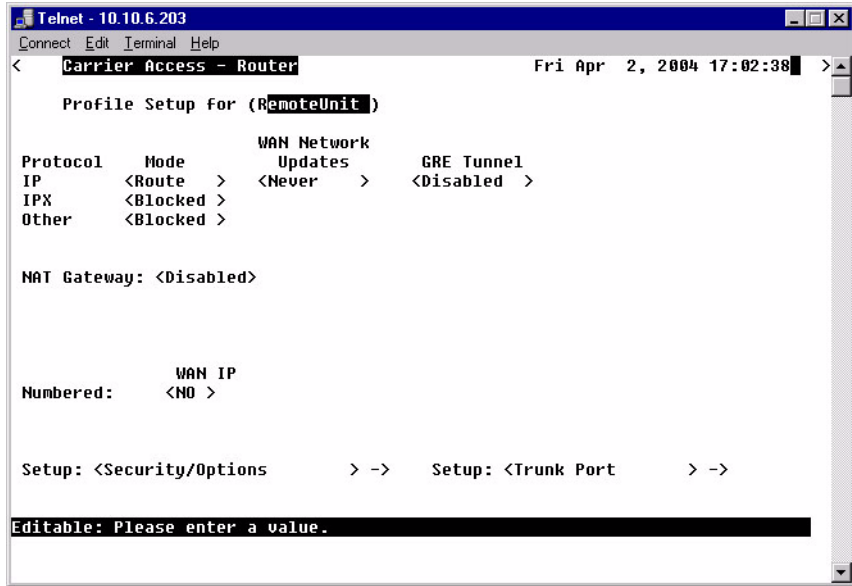 Telnet - 10.10.6.203
Connect Edit Terminal Help
< Carrier Access - Router Fri Apr 2, 2004 17:02:38 >
Profile Setup for (RemoteUnit )
WAN Network
Protocol Mode Updates GRE Tunnel
IP <Route > <Never > <Disabled >
IPX <Blocked >
Other <Blocked >
NAT Gateway: <Disabled>
WAN IP
Numbered: <NO >
Setup: <Security/Options > -> Setup: <Trunk Port > ->
Editable: Please enter a value.